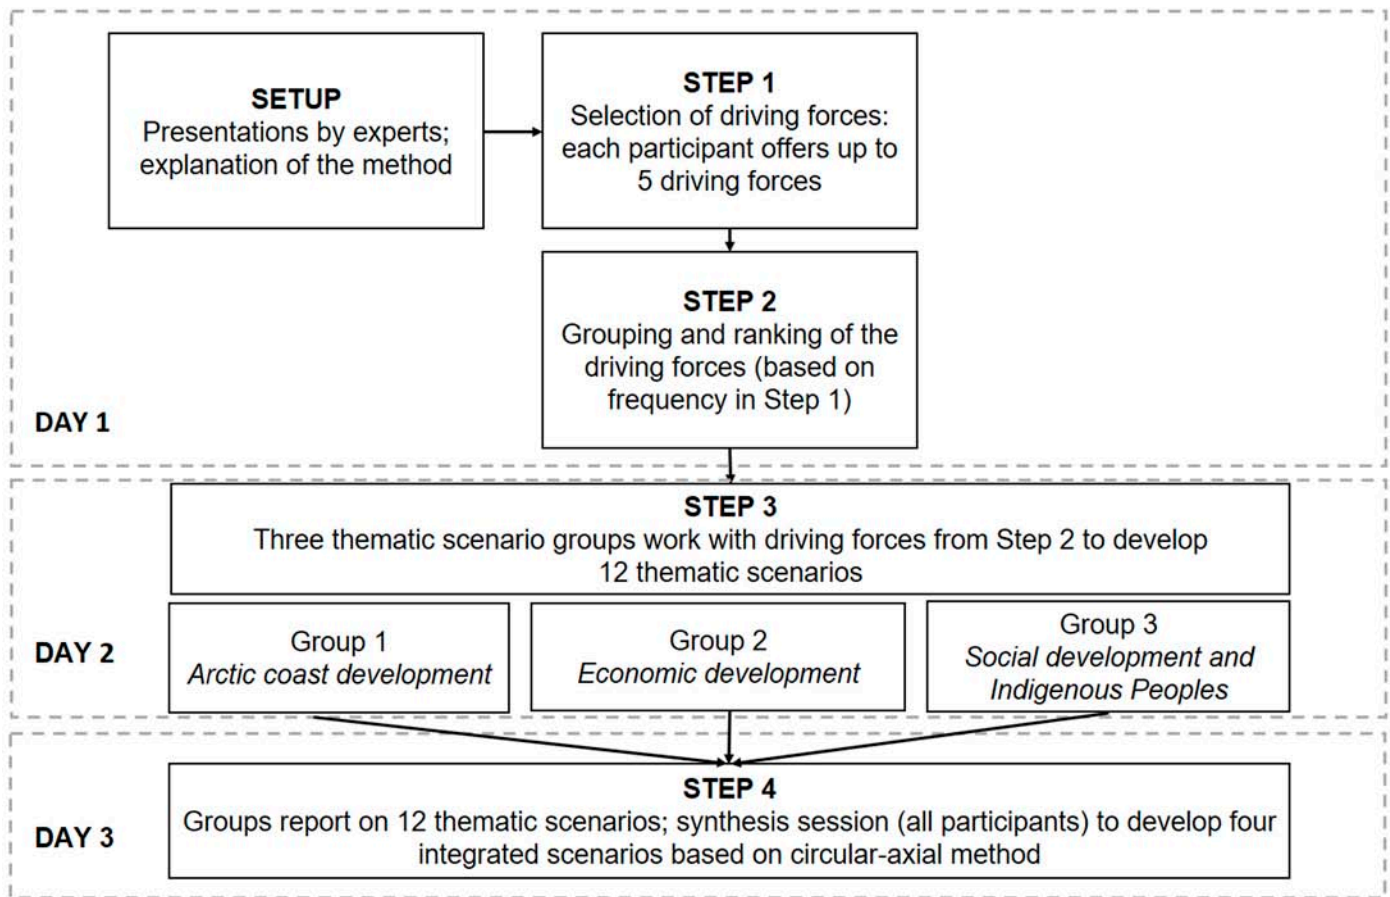 SETUP
Presentations by experts;
explanation of the method
STEP 1
Selection of driving forces:
each participant offers up to
5 driving forces
STEP 2
Grouping and ranking of the
driving forces (based on
frequency in Step 1)
DAY 1
STEP 3
Three thematic scenario groups work with driving forces from Step 2 to develop
12 thematic scenarios
DAY 2
Group 1
Arctic coast development
Group 2
Economic development
Group 3
Social development and
Indigenous Peoples
DAY 3
STEP 4
Groups report on 12 thematic scenarios; synthesis session (all participants) to develop four
integrated scenarios based on circular-axial method